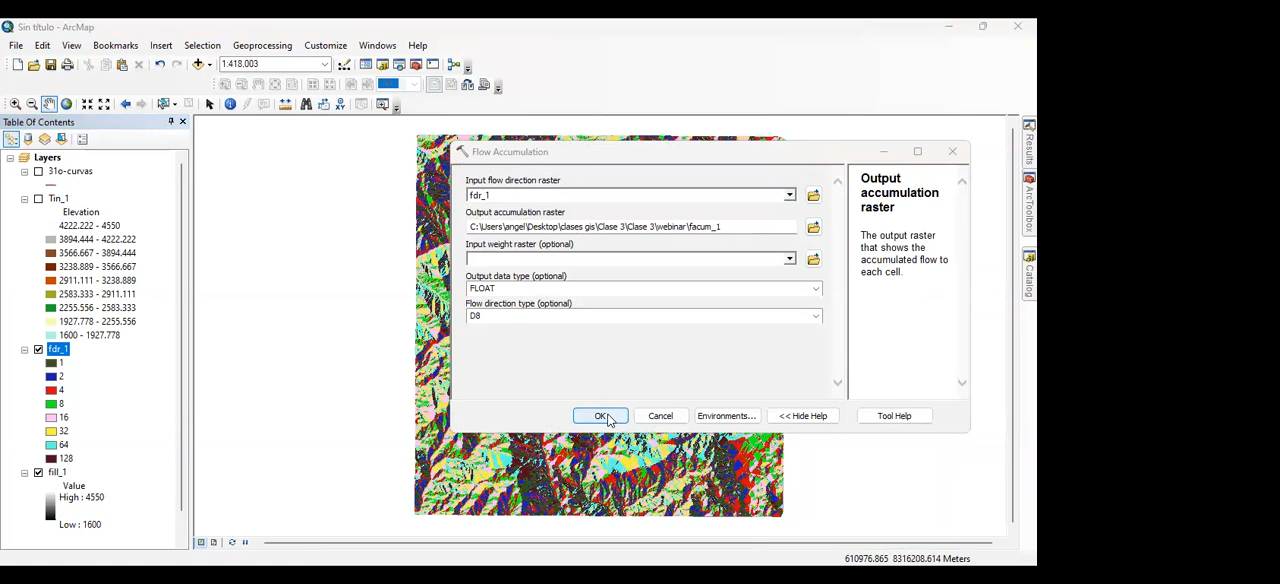 Sin título - ArcMap
File Edit View Bookmarks Insert Selection Geoprocessing Customize Windows Help
1:418.003
Table Of Contents
Layers
31o-curvas
Tin_1
Elevation
4222.222 - 4550
3894.444 - 4222.222
3566.667 - 3894.444
3238.889 - 3566.667
2911.111 - 3238.889
2583.333 - 2911.111
2255.556 - 2583.333
1927.778 - 2255.556
1600 - 1927.778
fdr_1
1
2
4
8
16
32
64
128
fill_1
Value
High : 4550
Low : 1600
Flow Accumulation
Input flow direction raster
fdr_1
Output accumulation raster
C:\Users\angel\Desktop\clases gis\Clase 3\Clase 3\webinar\facum_1
Input weight raster (optional)
Output data type (optional)
FLOAT
Flow direction type (optional)
D8
OK Cancel Environments... << Hide Help Tool Help
Output
accumulation
raster
The output raster
that shows the
accumulated flow to
each cell.
Results
ArcToolbox
Catalog
610976.865 8316208.614 Meters